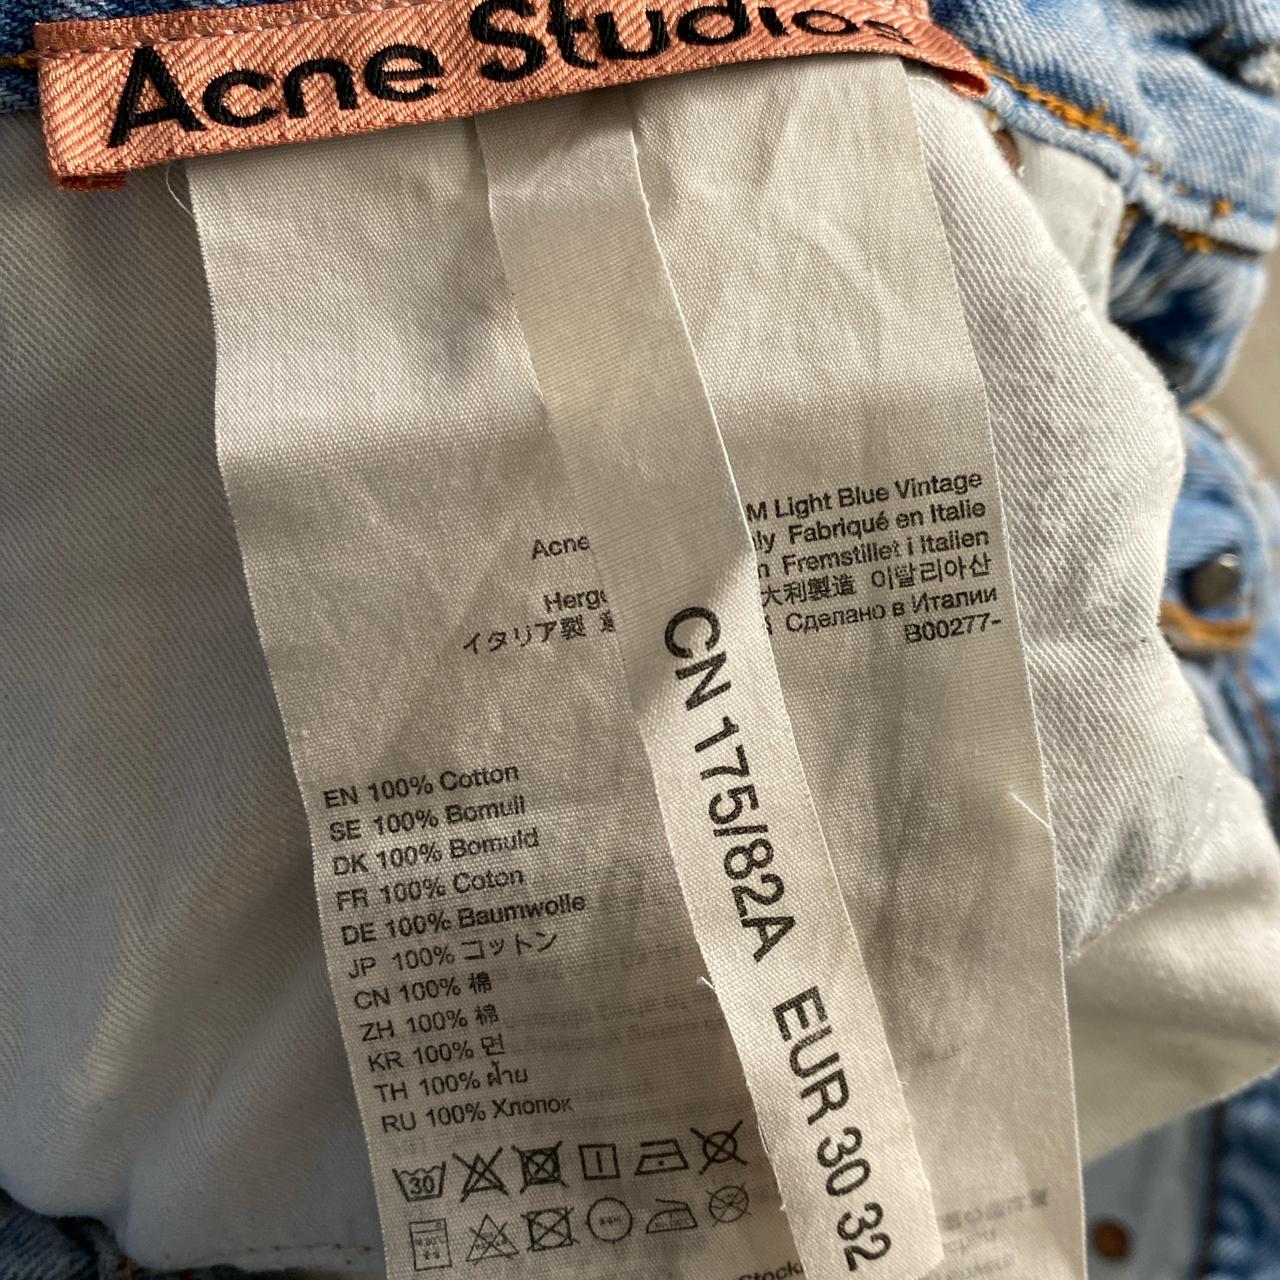 Acne Studios
M Light Blue Vintage
Acne
Fabriqué en Italie
Fremstillet i Italien
大利製造 이탈리아산
イタリア製
Сделано в Италии
B00277-
CN 175/82A EUR 30 32
EN 100% Cotton
SE 100% Bomull
DK 100% Bomuld
FR 100% Coton
DE 100% Baumwolle
JP 100% コットン
CN 100% 棉
ZH 100% 棉
KR 100% 면
TH 100% ฝ้าย
RU 100% Хлопок
30